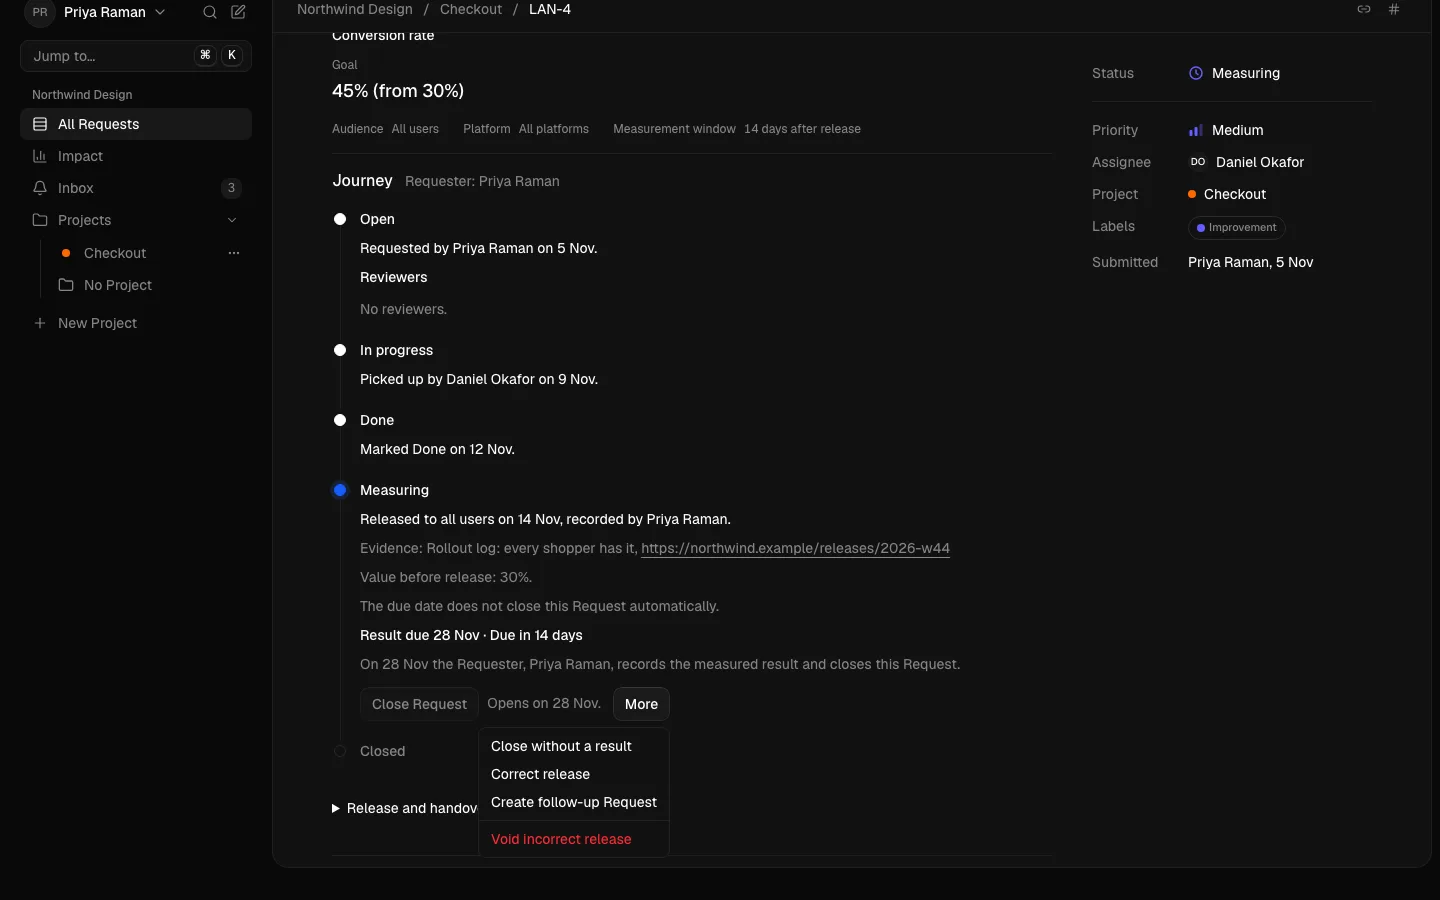 PR Priya Raman
Jump to... ⌘ K
Northwind Design
All Requests
Impact
Inbox 3
Projects
Checkout ...
No Project
+ New Project
Northwind Design / Checkout / LAN-4
Conversion rate
Goal
45% (from 30%)
Audience All users Platform All platforms Measurement window 14 days after release
Journey Requester: Priya Raman
Open
Requested by Priya Raman on 5 Nov.
Reviewers
No reviewers.
In progress
Picked up by Daniel Okafor on 9 Nov.
Done
Marked Done on 12 Nov.
Measuring
Released to all users on 14 Nov, recorded by Priya Raman.
Evidence: Rollout log: every shopper has it, https://northwind.example/releases/2026-w44
Value before release: 30%.
The due date does not close this Request automatically.
Result due 28 Nov · Due in 14 days
On 28 Nov the Requester, Priya Raman, records the measured result and closes this Request.
Close Request Opens on 28 Nov. More
Close without a result
Correct release
Create follow-up Request
Void incorrect release
Closed
Release and handov
Status Measuring
Priority Medium
Assignee DO Daniel Okafor
Project Checkout
Labels Improvement
Submitted Priya Raman, 5 Nov